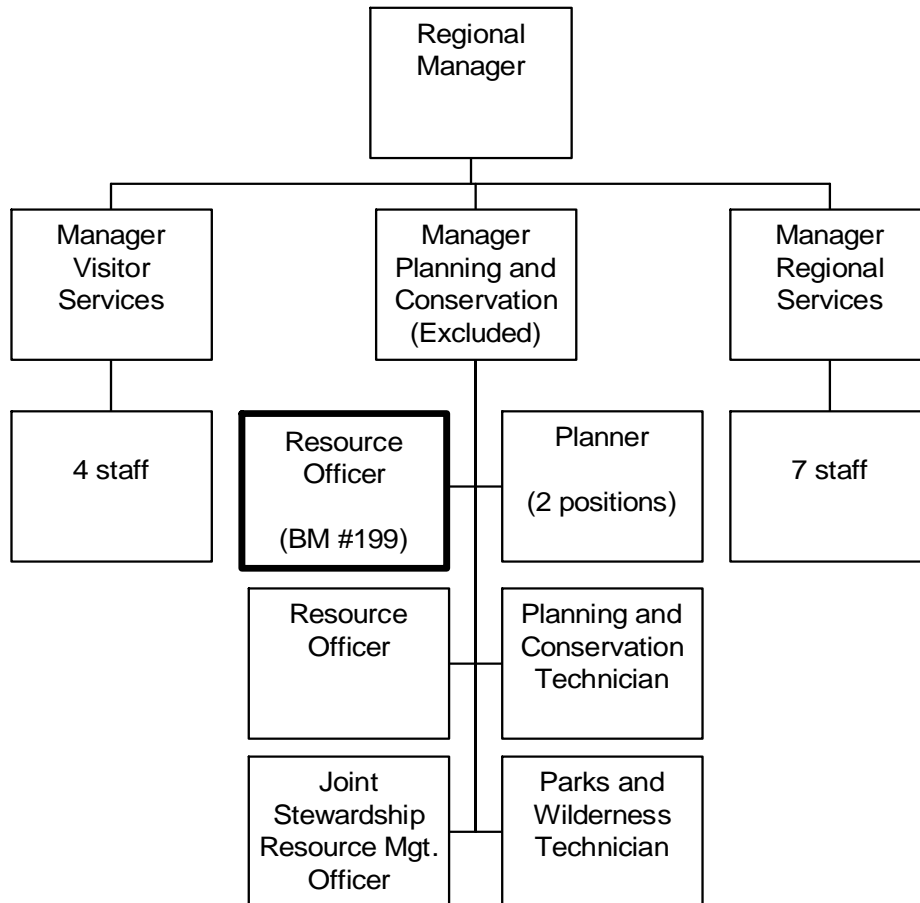 Regional
Manager
Manager
Visitor
Services
Manager
Planning and
Conservation
(Excluded)
Manager
Regional
Services
4 staff
Resource
Officer
(BM #199)
Planner
(2 positions)
7 staff
Resource
Officer
Planning and
Conservation
Technician
Joint
Stewardship
Resource Mgt.
Officer
Parks and
Wilderness
Technician